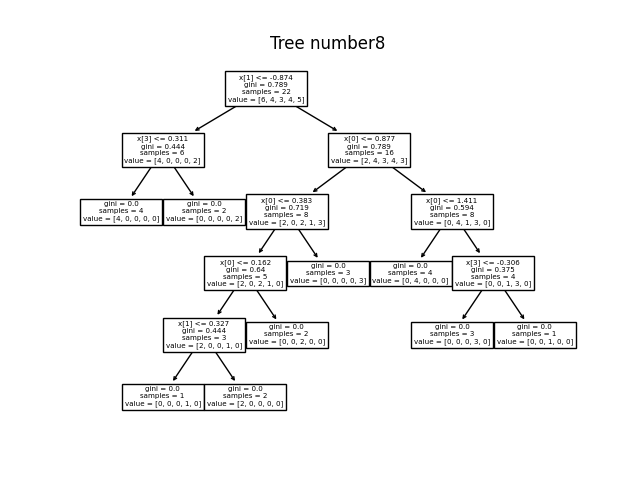 Tree number8
x[1] <= -0.874
gini = 0.789
samples = 22
value = [6, 4, 3, 4, 5]
x[3] <= 0.311
gini = 0.444
samples = 6
value = [4, 0, 0, 0, 2]
x[0] <= 0.877
gini = 0.789
samples = 16
value = [2, 4, 3, 4, 3]
gini = 0.0
samples = 4
value = [4, 0, 0, 0, 0]
gini = 0.0
samples = 2
value = [0, 0, 0, 0, 2]
x[0] <= 0.383
gini = 0.719
samples = 8
value = [2, 0, 2, 1, 3]
x[0] <= 1.411
gini = 0.594
samples = 8
value = [0, 4, 1, 3, 0]
x[0] <= 0.162
gini = 0.64
samples = 5
value = [2, 0, 2, 1, 0]
gini = 0.0
samples = 3
value = [0, 0, 0, 0, 3]
gini = 0.0
samples = 4
value = [0, 4, 0, 0, 0]
x[3] <= -0.306
gini = 0.375
samples = 4
value = [0, 0, 1, 3, 0]
x[1] <= 0.327
gini = 0.444
samples = 3
value = [2, 0, 0, 1, 0]
gini = 0.0
samples = 2
value = [0, 0, 2, 0, 0]
gini = 0.0
samples = 3
value = [0, 0, 0, 3, 0]
gini = 0.0
samples = 1
value = [0, 0, 1, 0, 0]
gini = 0.0
samples = 1
value = [0, 0, 0, 1, 0]
gini = 0.0
samples = 2
value = [2, 0, 0, 0, 0]